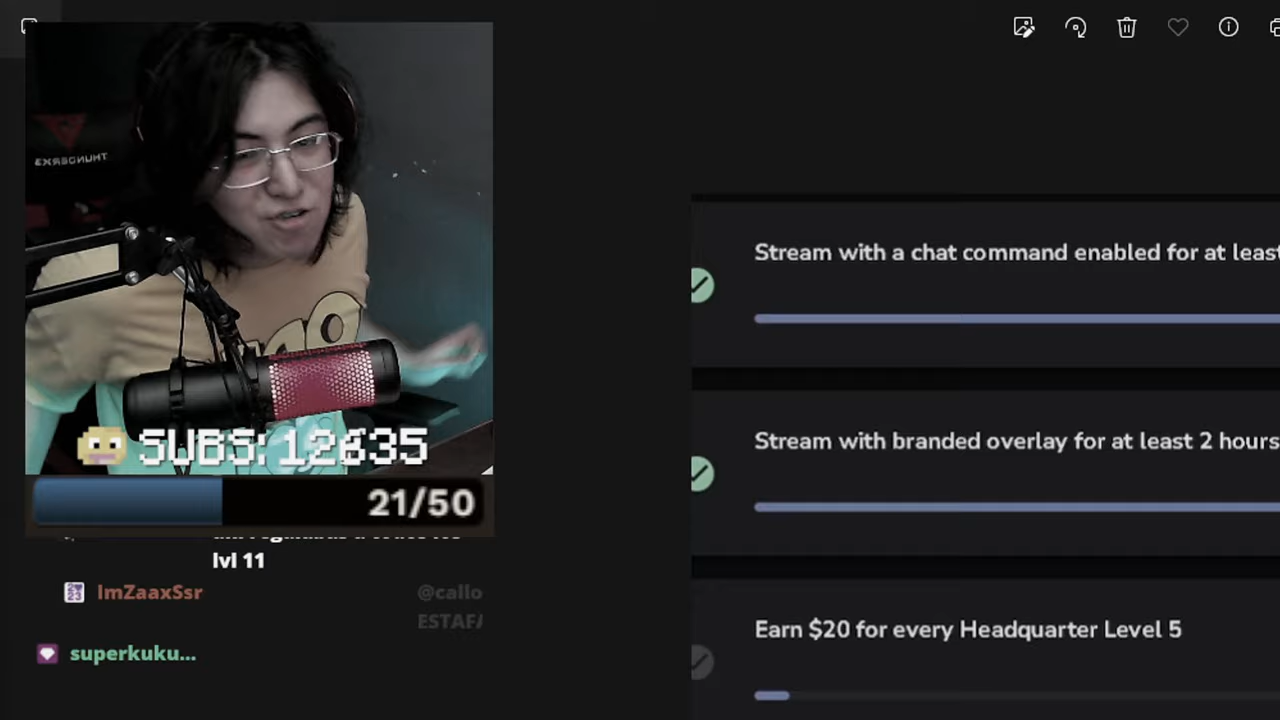 SUBS: 12635
21/50
lvl 11
ImZaaxSsr
@callo
ESTAF
superkuku...
Stream with a chat command enabled for at least
Stream with branded overlay for at least 2 hours
Earn $20 for every Headquarter Level 5